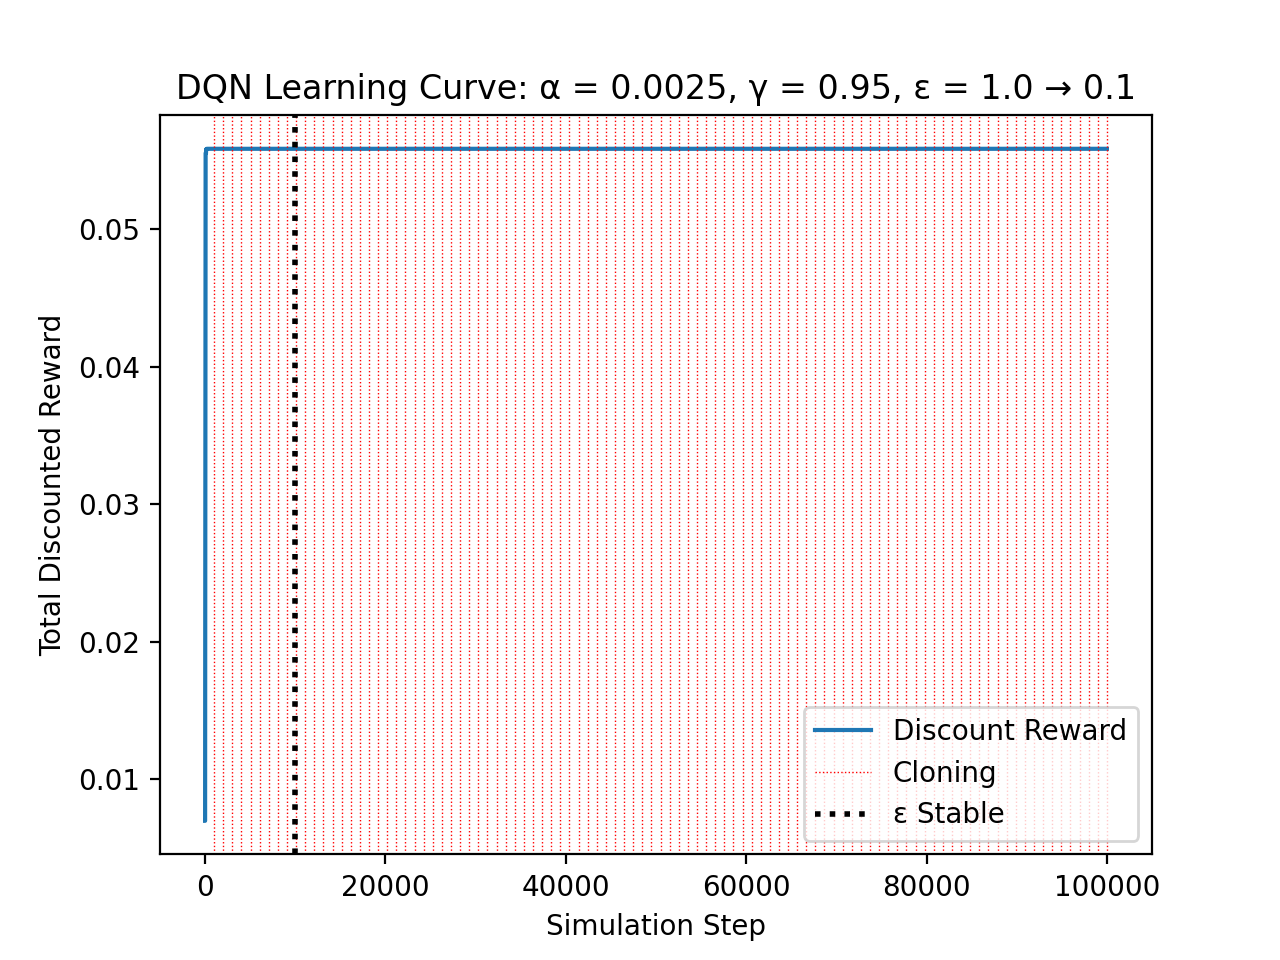 DQN Learning Curve: α = 0.0025, γ = 0.95, ε = 1.0 → 0.1
Total Discounted Reward
0.05
0.04
0.03
0.02
0.01
Discount Reward
Cloning
ε Stable
0 20000 40000 60000 80000 100000
Simulation Step